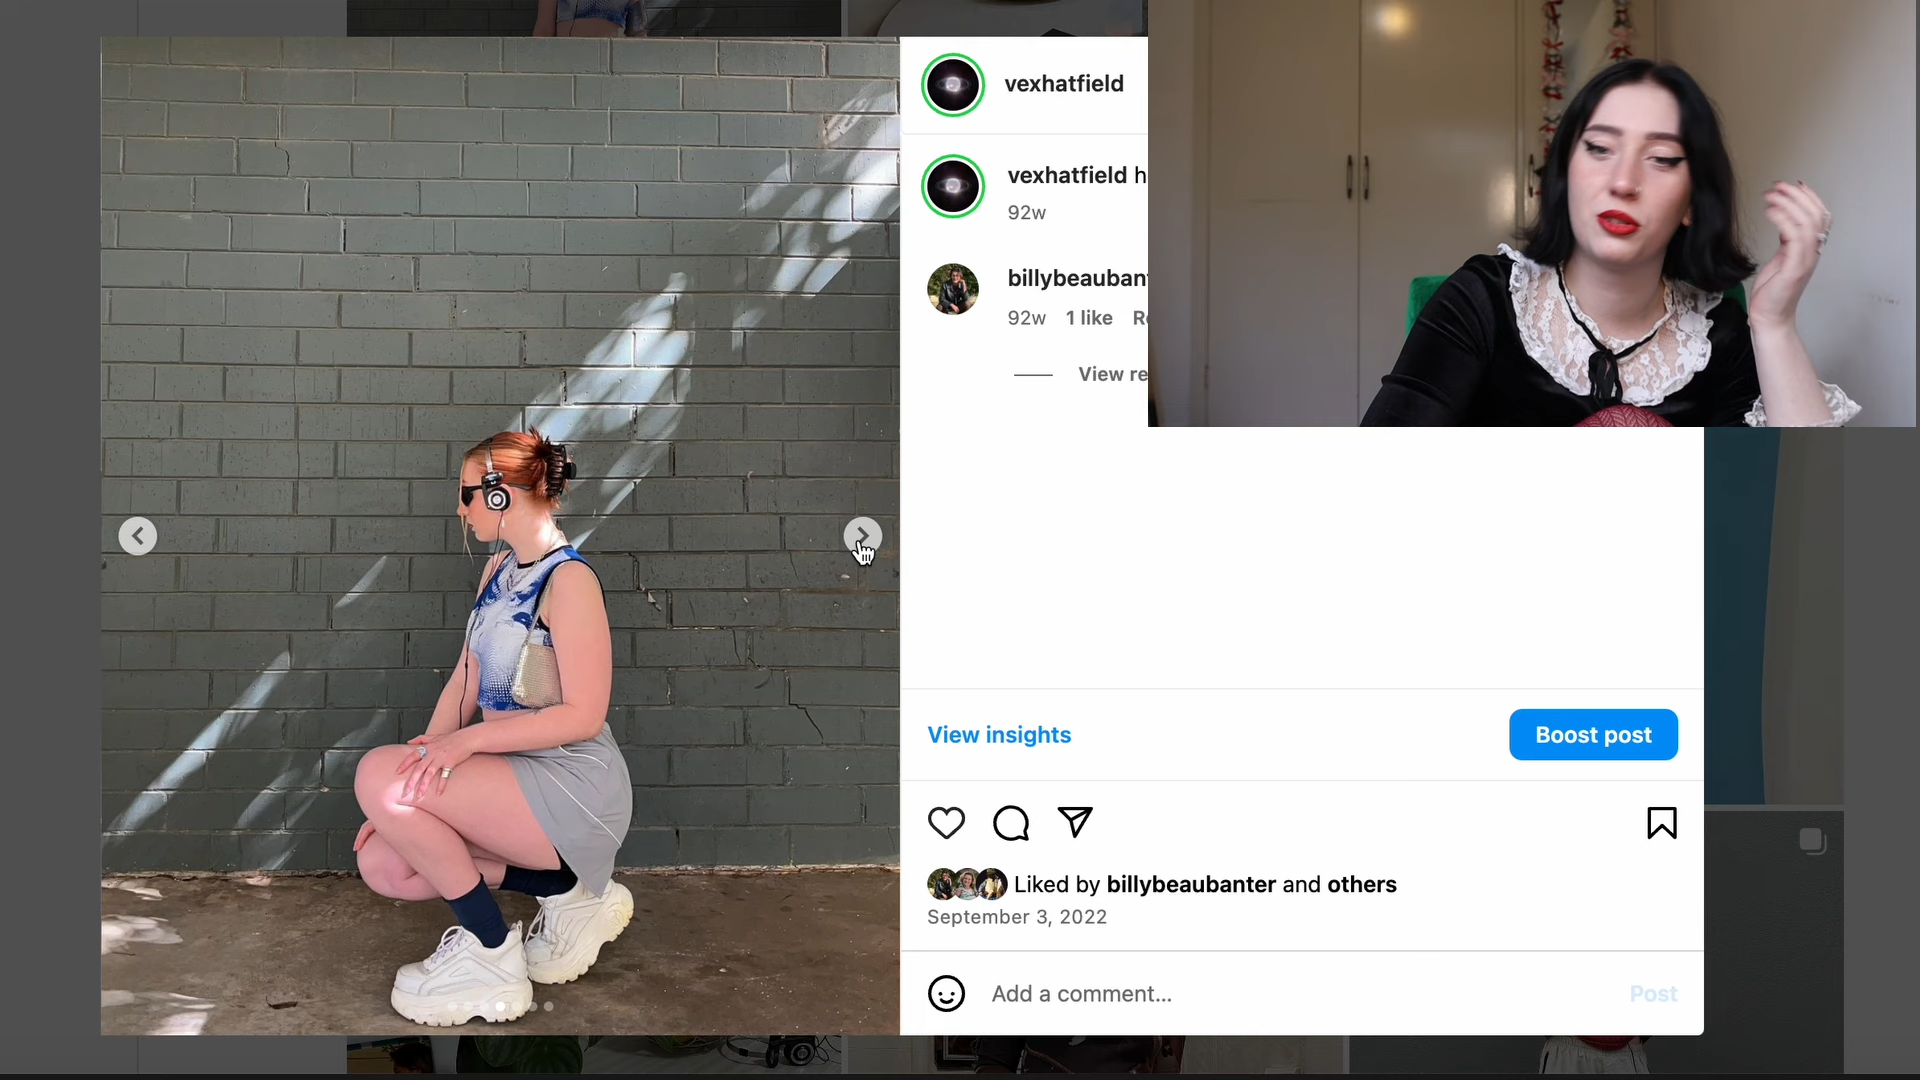 vexhatfield
vexhatfield h
92w
billybeauban
92w 1 like R
View re
View insights
Boost post
Liked by billybeaubanter and others
September 3, 2022
Add a comment...
Post